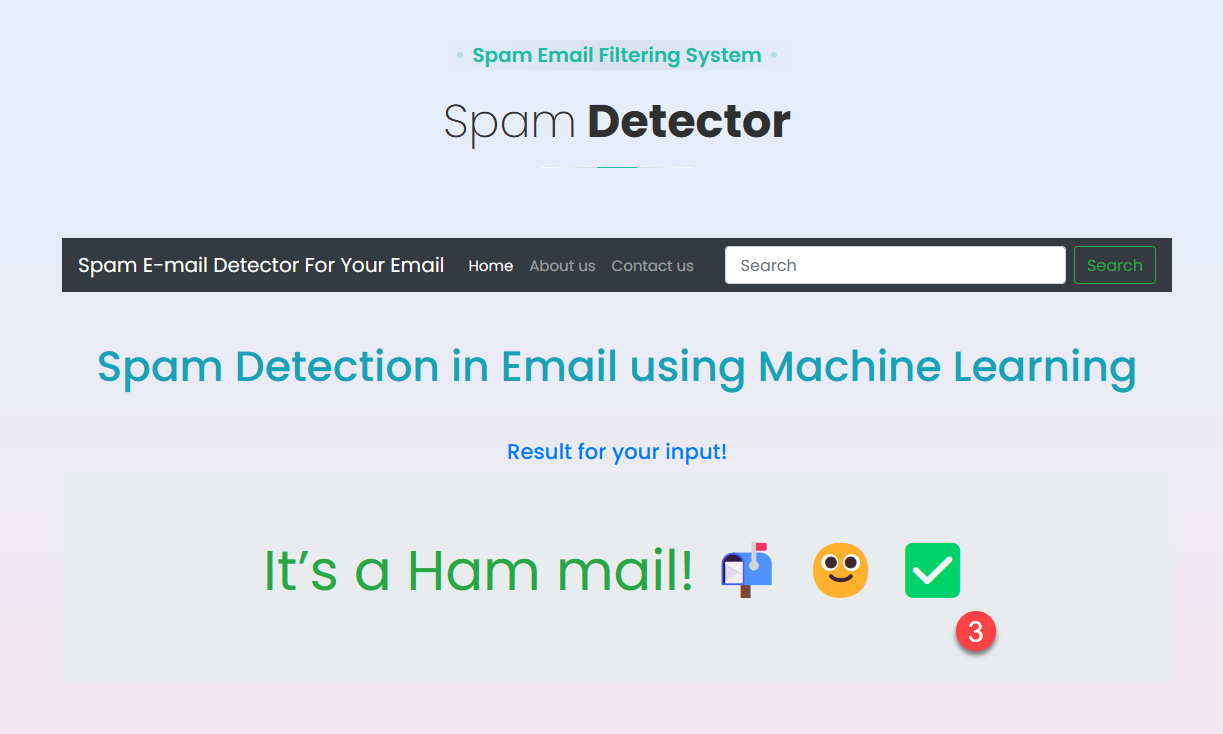 Spam Email Filtering System
Spam Detector
Spam E-mail Detector For Your Email Home About us Contact us Search Search
Spam Detection in Email using Machine Learning
Result for your input!
It’s a Ham mail!
3